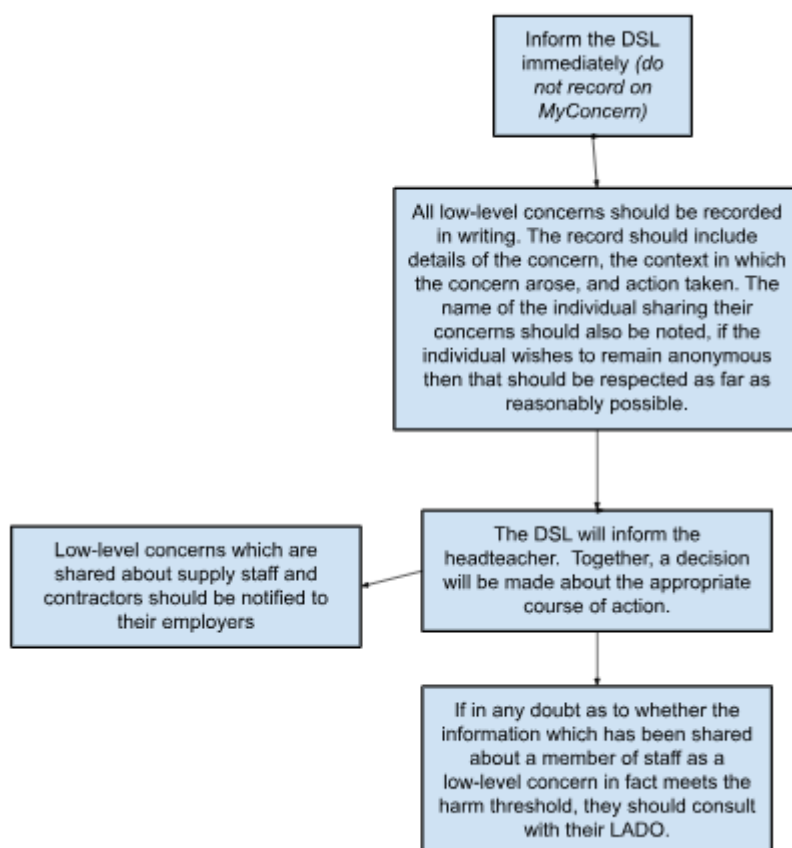 Inform the DSL
immediately (do
not record on
MyConcern)
All low-level concerns should be recorded
in writing. The record should include
details of the concern, the context in which
the concern arose, and action taken. The
name of the individual sharing their
concerns should also be noted, if the
individual wishes to remain anonymous
then that should be respected as far as
reasonably possible.
The DSL will inform the
headteacher. Together, a decision
will be made about the appropriate
course of action.
Low-level concerns which are
shared about supply staff and
contractors should be notified to
their employers
If in any doubt as to whether the
information which has been shared
about a member of staff as a
low-level concern in fact meets the
harm threshold, they should consult
with their LADO.